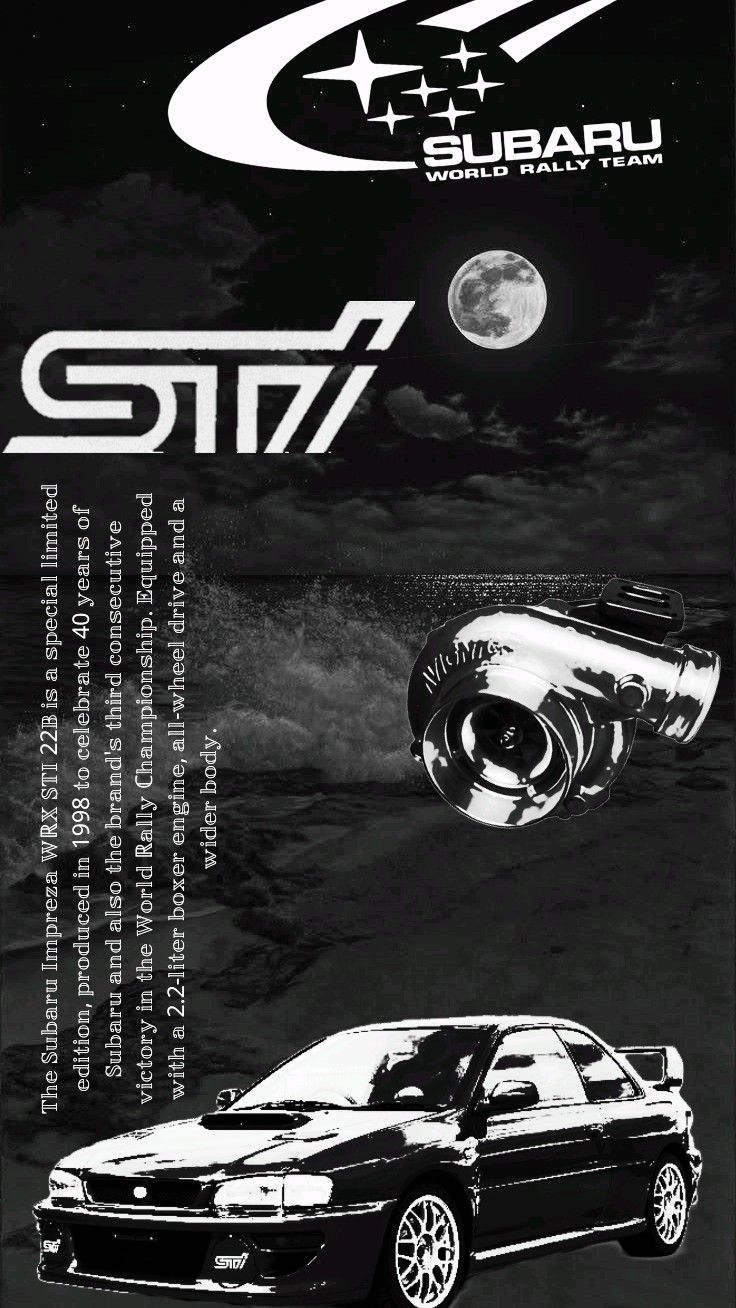 SUBARU
WORLD RALLY TEAM
STi
The Subaru Impreza WRX STI 22B is a special limited
edition, produced in 1998 to celebrate 40 years of
Subaru and also the brand's third consecutive
victory in the World Rally Championship. Equipped
with a 2.2-liter boxer engine, all-wheel drive and a
wider body.
STi
STi